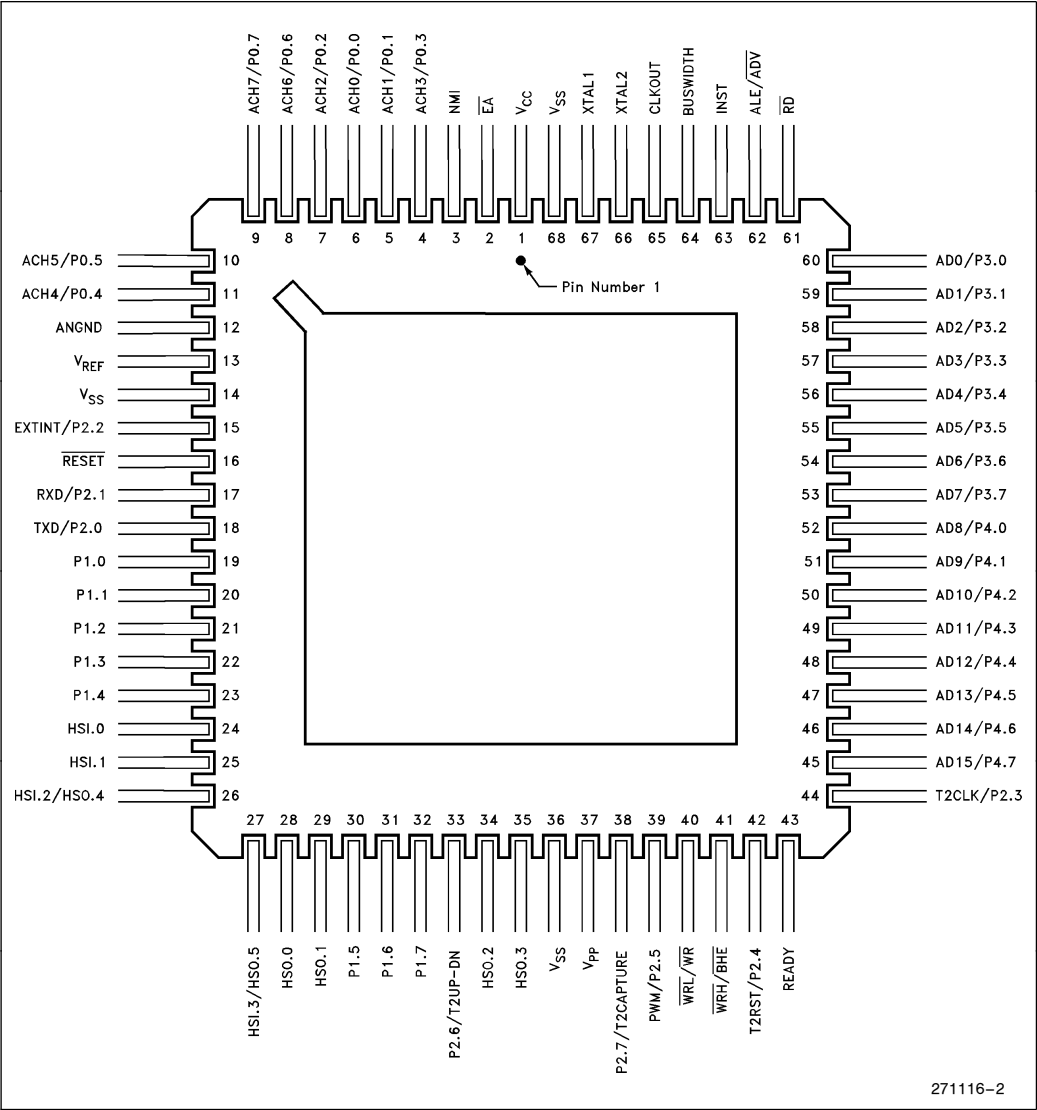 ACH7/P0.7
ACH6/P0.6
ACH2/P0.2
ACH0/P0.0
ACH1/P0.1
ACH3/P0.3
NMI
E̅A̅
VCC
VSS
XTAL1
XTAL2
CLKOUT
BUSWIDTH
INST
ALE/A̅D̅V̅
R̅D̅
9 8 7 6 5 4 3 2 1 68 67 66 65 64 63 62 61
Pin Number 1
ACH5/P0.5 10
ACH4/P0.4 11
ANGND 12
VREF 13
VSS 14
EXTINT/P2.2 15
R̅E̅S̅E̅T̅ 16
RXD/P2.1 17
TXD/P2.0 18
P1.0 19
P1.1 20
P1.2 21
P1.3 22
P1.4 23
HSI.0 24
HSI.1 25
HSI.2/HSO.4 26
60 AD0/P3.0
59 AD1/P3.1
58 AD2/P3.2
57 AD3/P3.3
56 AD4/P3.4
55 AD5/P3.5
54 AD6/P3.6
53 AD7/P3.7
52 AD8/P4.0
51 AD9/P4.1
50 AD10/P4.2
49 AD11/P4.3
48 AD12/P4.4
47 AD13/P4.5
46 AD14/P4.6
45 AD15/P4.7
44 T2CLK/P2.3
27 28 29 30 31 32 33 34 35 36 37 38 39 40 41 42 43
HSI.3/HSO.5
HSO.0
HSO.1
P1.5
P1.6
P1.7
P2.6/T2UP-DN
HSO.2
HSO.3
VSS
VPP
P2.7/T2CAPTURE
PWM/P2.5
W̅R̅L̅/W̅R̅
W̅R̅H̅/B̅H̅E̅
T2RST/P2.4
READY
271116-2